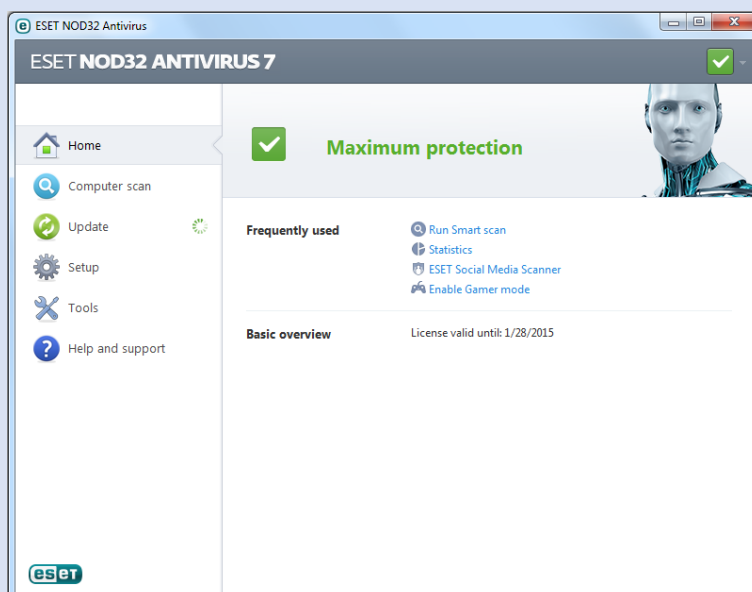 ESET NOD32 Antivirus
ESET NOD32 ANTIVIRUS 7
Home
Computer scan
Update
Setup
Tools
Help and support
Maximum protection
Frequently used
Run Smart scan
Statistics
ESET Social Media Scanner
Enable Gamer mode
Basic overview
License valid until: 1/28/2015
eset